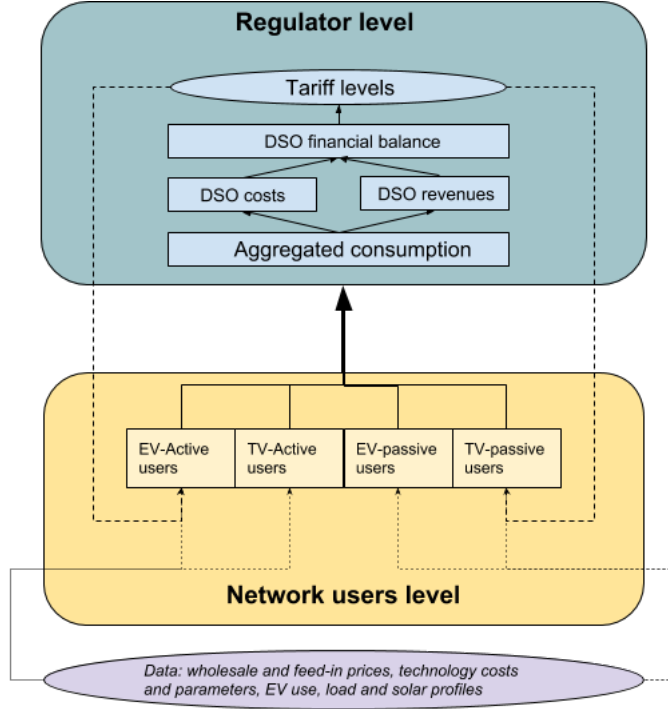 Regulator level
Tariff levels
DSO financial balance
DSO costs
DSO revenues
Aggregated consumption
EV-Active
users
TV-Active
users
EV-passive
users
TV-passive
users
Network users level
Data: wholesale and feed-in prices, technology costs
and parameters, EV use, load and solar profiles